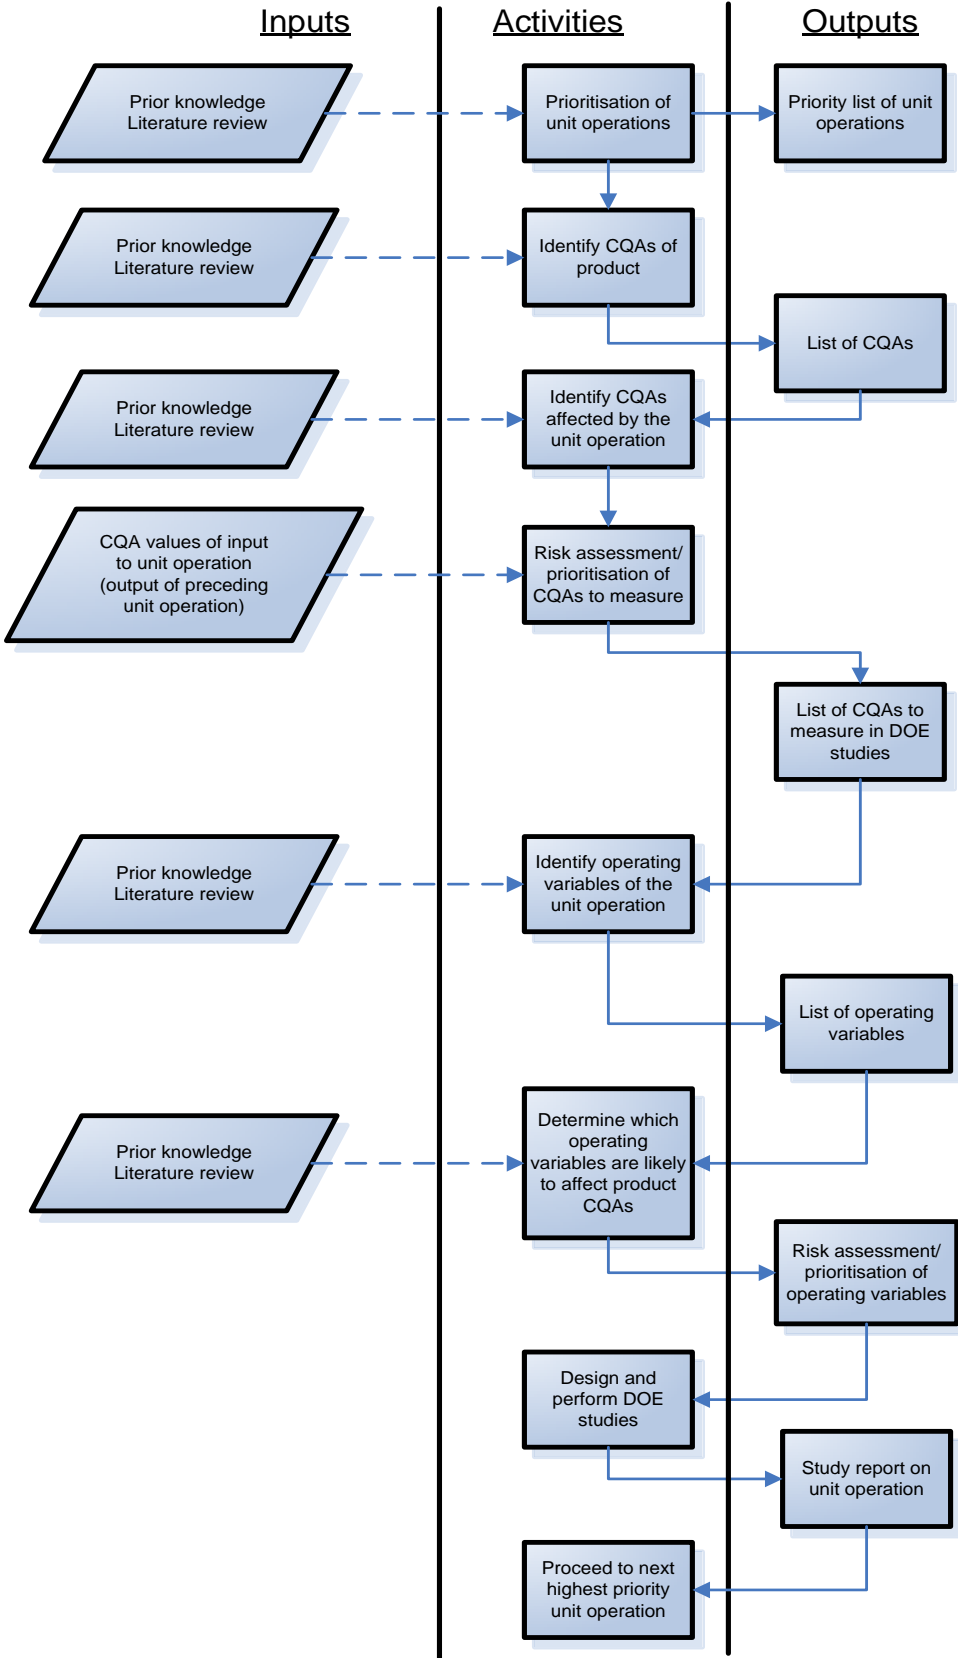 Inputs
Activities
Outputs
Prior knowledge
Literature review
Prioritisation of
unit operations
Priority list of unit
operations
Prior knowledge
Literature review
Identify CQAs of
product
List of CQAs
Prior knowledge
Literature review
Identify CQAs
affected by the
unit operation
CQA values of input
to unit operation
(output of preceding
unit operation)
Risk assessment/
prioritisation of
CQAs to measure
List of CQAs to
measure in DOE
studies
Prior knowledge
Literature review
Identify operating
variables of the
unit operation
List of operating
variables
Prior knowledge
Literature review
Determine which
operating
variables are likely
to affect product
CQAs
Risk assessment/
prioritisation of
operating variables
Design and
perform DOE
studies
Study report on
unit operation
Proceed to next
highest priority
unit operation